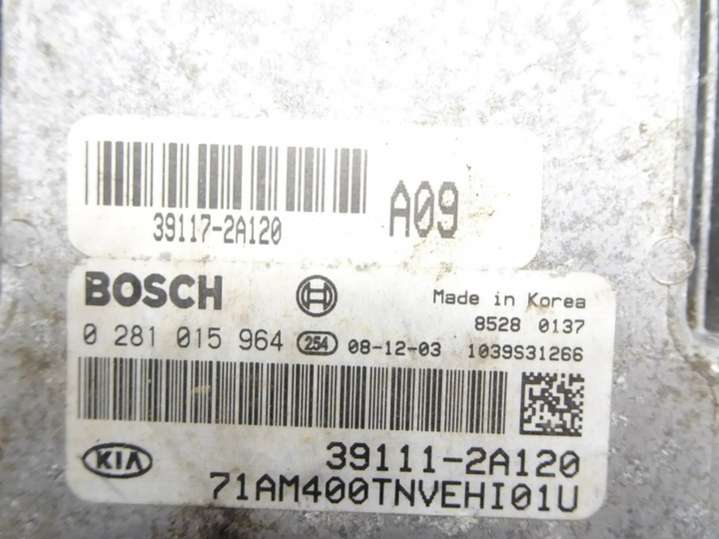 39117-2A120
A09
BOSCH
Made in Korea
8528 0137
0 281 015 964 254 08-12-03 1039S31266
KIA
39111-2A120
71AM400TNVEHI01U